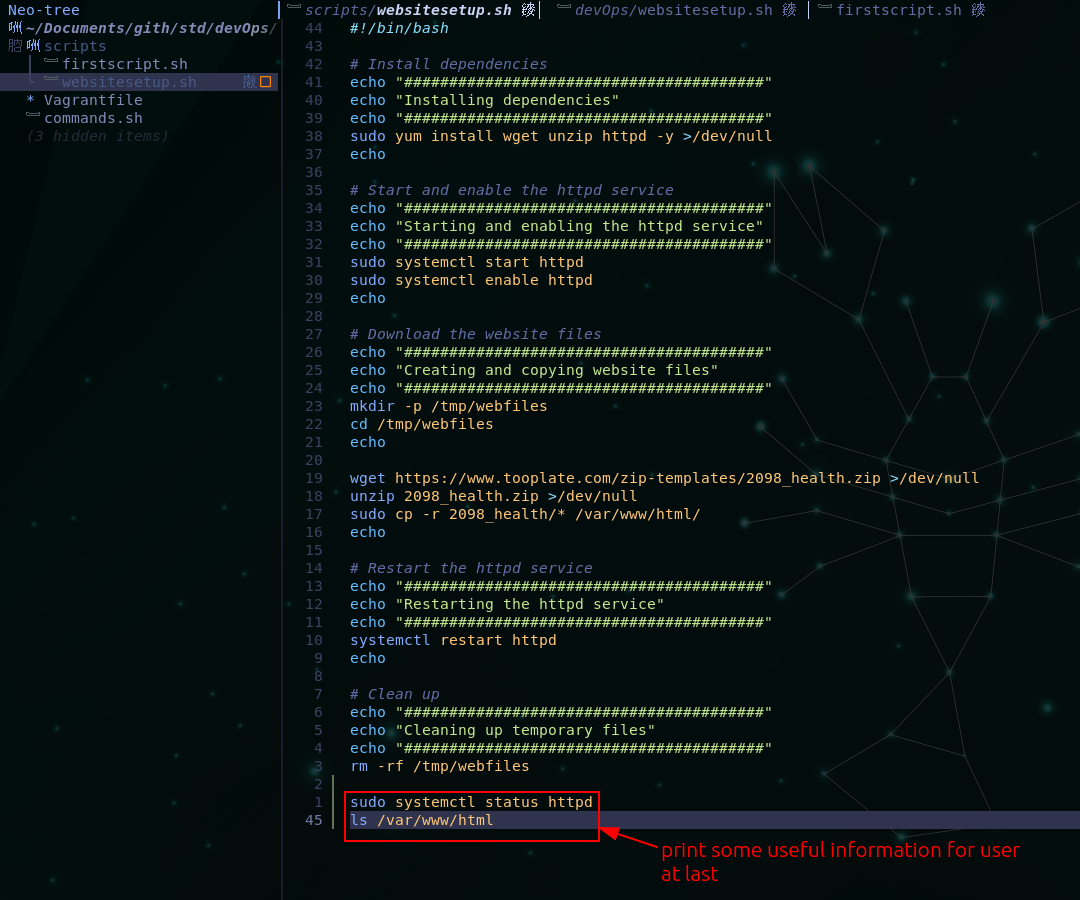 Neo-tree
scripts/websitesetup.sh
devOps/websitesetup.sh
firstscript.sh
~/Documents/gith/std/devOps/
scripts
firstscript.sh
websitesetup.sh
* Vagrantfile
commands.sh
(3 hidden items)
44 #!/bin/bash
43
42 # Install dependencies
41 echo "########################################"
40 echo "Installing dependencies"
39 echo "########################################"
38 sudo yum install wget unzip httpd -y >/dev/null
37 echo
36
35 # Start and enable the httpd service
34 echo "########################################"
33 echo "Starting and enabling the httpd service"
32 echo "########################################"
31 sudo systemctl start httpd
30 sudo systemctl enable httpd
29 echo
28
27 # Download the website files
26 echo "########################################"
25 echo "Creating and copying website files"
24 echo "########################################"
23 mkdir -p /tmp/webfiles
22 cd /tmp/webfiles
21 echo
20
19 wget https://www.tooplate.com/zip-templates/2098_health.zip >/dev/null
18 unzip 2098_health.zip >/dev/null
17 sudo cp -r 2098_health/* /var/www/html/
16 echo
15
14 # Restart the httpd service
13 echo "########################################"
12 echo "Restarting the httpd service"
11 echo "########################################"
10 systemctl restart httpd
9 echo
8
7 # Clean up
6 echo "########################################"
5 echo "Cleaning up temporary files"
4 echo "########################################"
3 rm -rf /tmp/webfiles
2
1 sudo systemctl status httpd
45 ls /var/www/html
print some useful information for user
at last